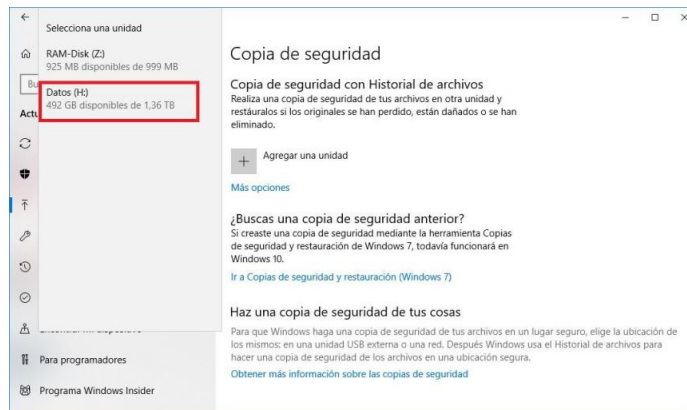 Selecciona una unidad
RAM-Disk (Z:)
925 MB disponibles de 999 MB
Datos (H:)
492 GB disponibles de 1,36 TB
Bu
Actu
Para programadores
Programa Windows Insider
Copia de seguridad
Copia de seguridad con Historial de archivos
Realiza una copia de seguridad de tus archivos en otra unidad y
restáuralos si los originales se han perdido, están dañados o se han
eliminado.
Agregar una unidad
Más opciones
¿Buscas una copia de seguridad anterior?
Si creaste una copia de seguridad mediante la herramienta Copias
de seguridad y restauración de Windows 7, todavía funcionará en
Windows 10.
Ir a Copias de seguridad y restauración (Windows 7)
Haz una copia de seguridad de tus cosas
Para que Windows haga una copia de seguridad de tus archivos en un lugar seguro, elige la ubicación de
los mismos: en una unidad USB externa o una red. Después Windows usa el Historial de archivos para
hacer una copia de seguridad de los archivos en una ubicación segura.
Obtener más información sobre las copias de seguridad